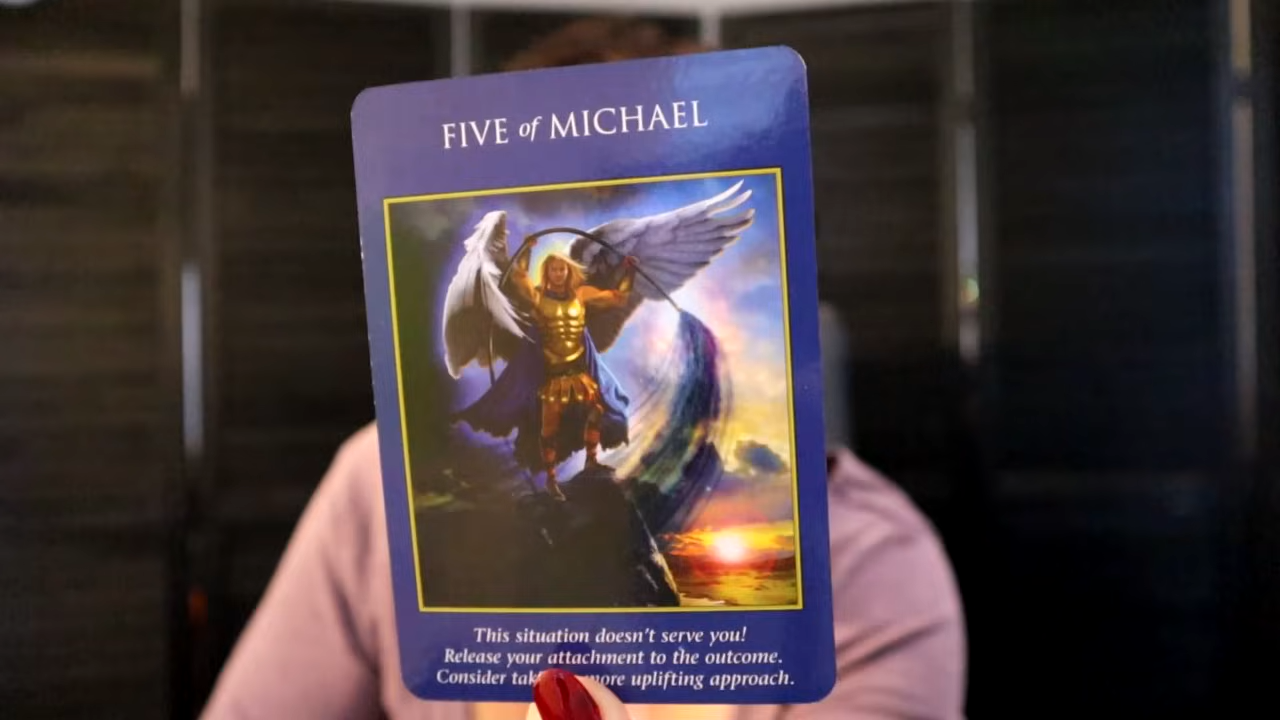 FIVE of MICHAEL
This situation doesn't serve you!
Release your attachment to the outcome.
Consider more uplifting approach.